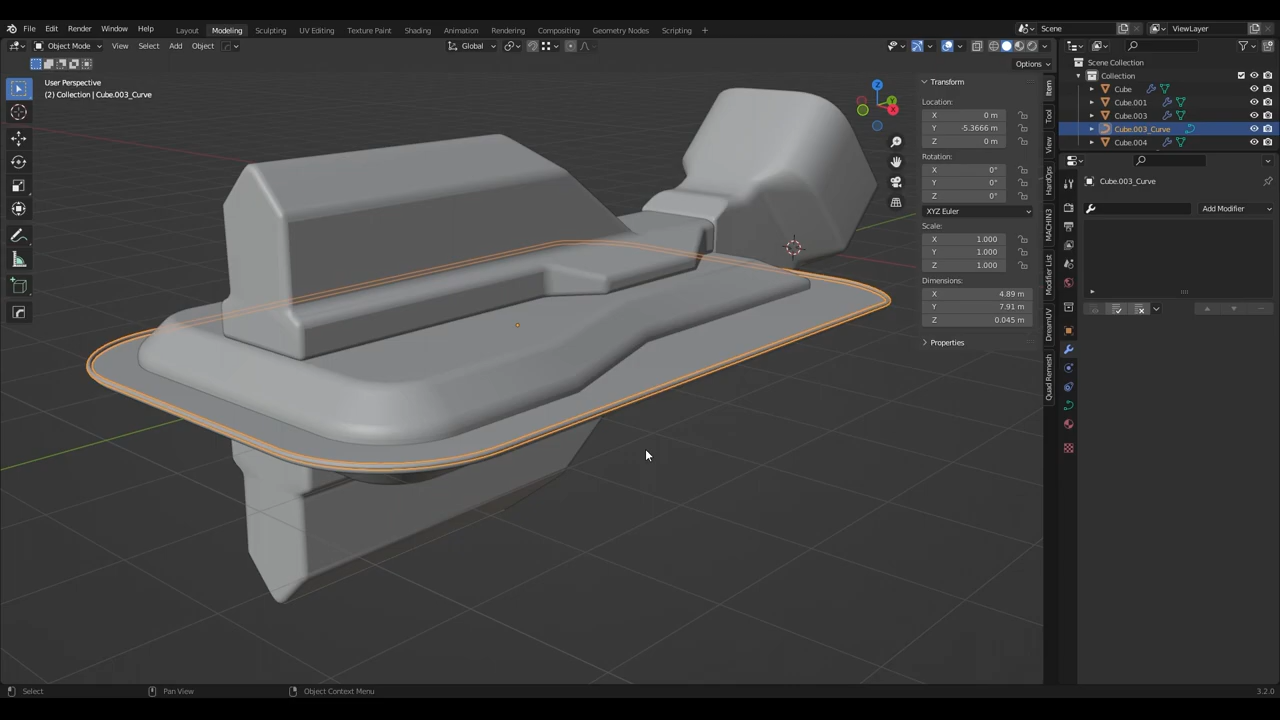 File Edit Render Window Help Layout Modeling Sculpting UV Editing Texture Paint Shading Animation Rendering Compositing Geometry Nodes Scripting + Scene ViewLayer
Object Mode View Select Add Object Global
Options
User Perspective
(2) Collection | Cube.003_Curve
Transform
Location:
X 0 m
Y -5.3666 m
Z 0 m
Rotation:
X 0°
Y 0°
Z 0°
XYZ Euler
Scale:
X 1.000
Y 1.000
Z 1.000
Dimensions:
X 4.89 m
Y 7.91 m
Z 0.045 m
Properties
Item
Tool
View
HardOps
MACHIN3
Modifier List
DreamUV
Quad Remesh
Z
Y
X
Scene Collection
Collection
Cube
Cube.001
Cube.003
Cube.003_Curve
Cube.004
Cube.003_Curve
Add Modifier
Select Pan View Object Context Menu 3.2.0